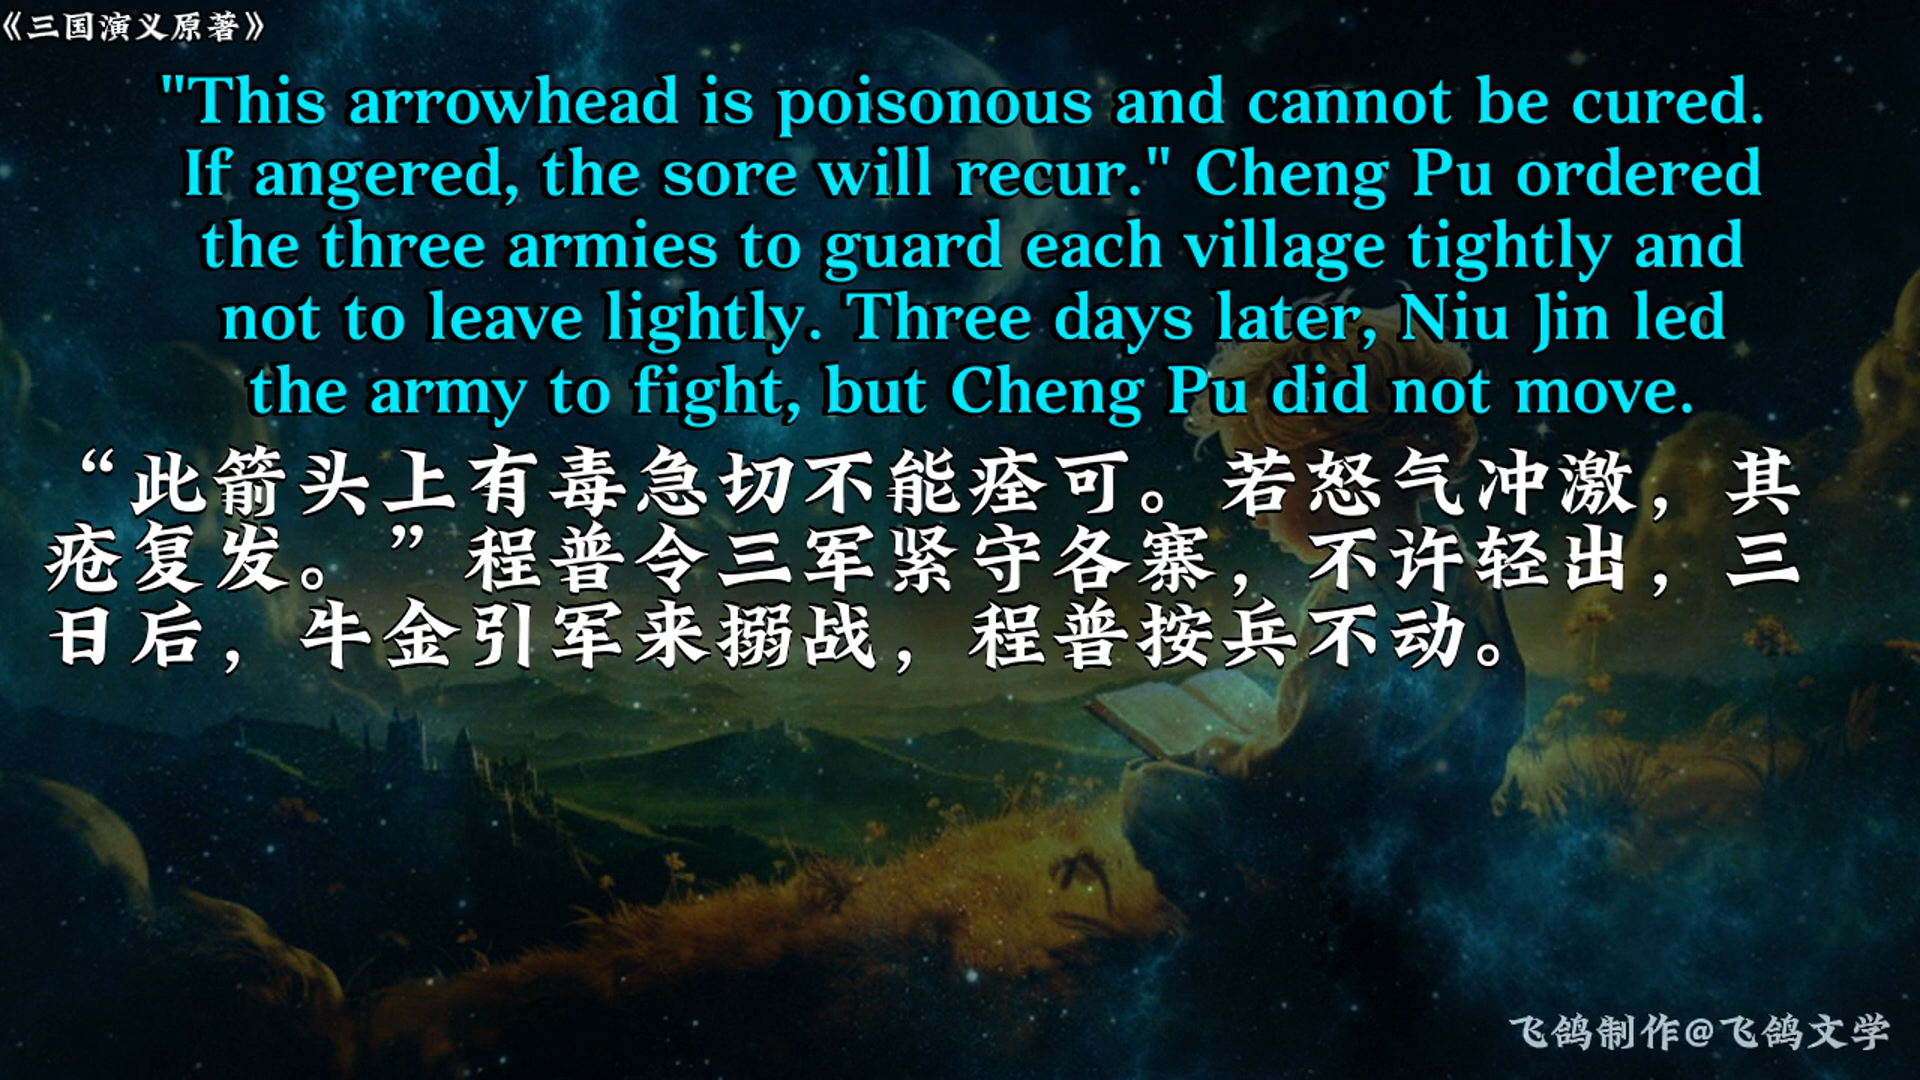 《三国演义原著》
"This arrowhead is poisonous and cannot be cured.
If angered, the sore will recur." Cheng Pu ordered
the three armies to guard each village tightly and
not to leave lightly. Three days later, Niu Jin led
the army to fight, but Cheng Pu did not move.
“此箭头上有毒急切不能痊可。若怒气冲激，其
疮复发。”程普令三军紧守各寨，不许轻出，三
日后，牛金引军来搦战，程普按兵不动。
飞鸽制作@飞鸽文学